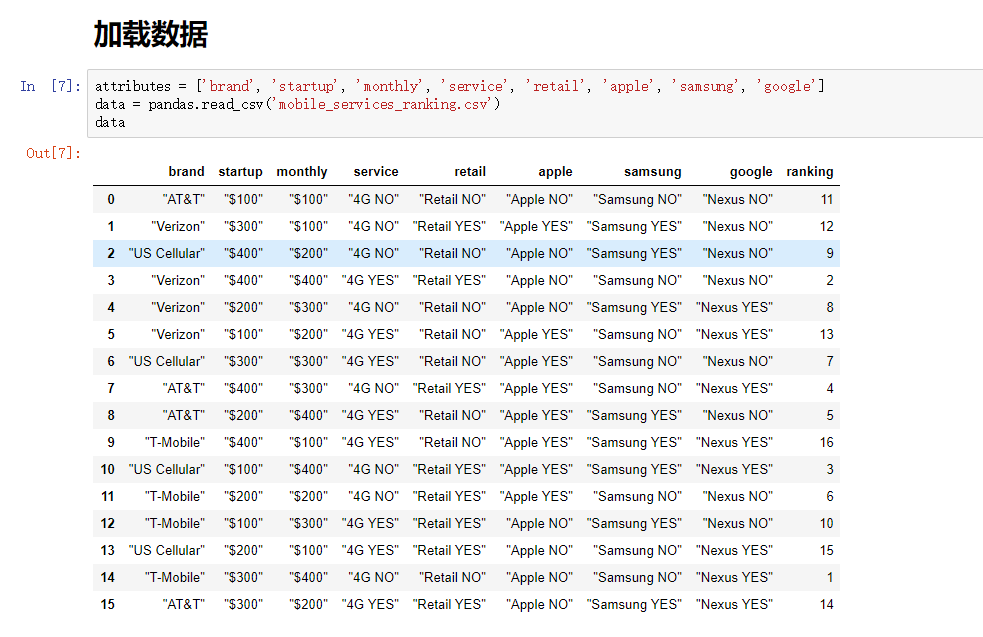 加载数据
In [7]: attributes = ['brand', 'startup', 'monthly', 'service', 'retail', 'apple', 'samsung', 'google']
data = pandas.read_csv('mobile_services_ranking.csv')
data
Out[7]:
brand startup monthly service retail apple samsung google ranking
0 "AT&T" "$100" "$100" "4G NO" "Retail NO" "Apple NO" "Samsung NO" "Nexus NO" 11
1 "Verizon" "$300" "$100" "4G NO" "Retail YES" "Apple YES" "Samsung YES" "Nexus NO" 12
2 "US Cellular" "$400" "$200" "4G NO" "Retail NO" "Apple NO" "Samsung YES" "Nexus NO" 9
3 "Verizon" "$400" "$400" "4G YES" "Retail YES" "Apple NO" "Samsung NO" "Nexus NO" 2
4 "Verizon" "$200" "$300" "4G NO" "Retail NO" "Apple NO" "Samsung YES" "Nexus YES" 8
5 "Verizon" "$100" "$200" "4G YES" "Retail NO" "Apple YES" "Samsung NO" "Nexus YES" 13
6 "US Cellular" "$300" "$300" "4G YES" "Retail NO" "Apple YES" "Samsung NO" "Nexus NO" 7
7 "AT&T" "$400" "$300" "4G NO" "Retail YES" "Apple YES" "Samsung NO" "Nexus YES" 4
8 "AT&T" "$200" "$400" "4G YES" "Retail NO" "Apple YES" "Samsung YES" "Nexus NO" 5
9 "T-Mobile" "$400" "$100" "4G YES" "Retail NO" "Apple YES" "Samsung YES" "Nexus YES" 16
10 "US Cellular" "$100" "$400" "4G NO" "Retail YES" "Apple YES" "Samsung YES" "Nexus YES" 3
11 "T-Mobile" "$200" "$200" "4G NO" "Retail YES" "Apple YES" "Samsung NO" "Nexus NO" 6
12 "T-Mobile" "$100" "$300" "4G YES" "Retail YES" "Apple NO" "Samsung YES" "Nexus NO" 10
13 "US Cellular" "$200" "$100" "4G YES" "Retail YES" "Apple NO" "Samsung NO" "Nexus YES" 15
14 "T-Mobile" "$300" "$400" "4G NO" "Retail NO" "Apple NO" "Samsung NO" "Nexus YES" 1
15 "AT&T" "$300" "$200" "4G YES" "Retail YES" "Apple NO" "Samsung YES" "Nexus YES" 14